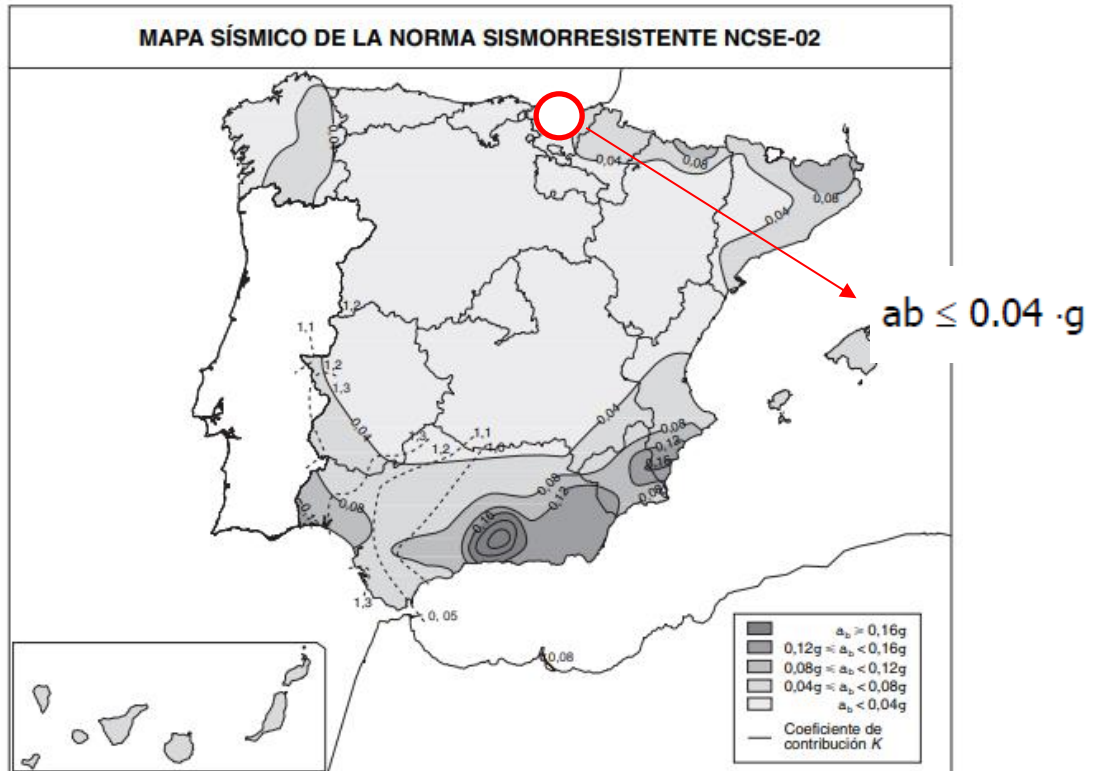 MAPA SÍSMICO DE LA NORMA SISMORRESISTENTE NCSE-02
0,04
0,08
0,08
0,04
1,2
1,1
1,2
1,3
0,04
0,04
1,3
1,2
1,1
1,0
0,08
0,12
0,16
0,08
0,08
0,12
0,16
0,08
1,3
0, 05
0,08
ab ≤ 0.04 ·g
a_b ≥ 0,16g
0,12g ≤ a_b < 0,16g
0,08g ≤ a_b < 0,12g
0,04g ≤ a_b < 0,08g
a_b < 0,04g
Coeficiente de
contribución K